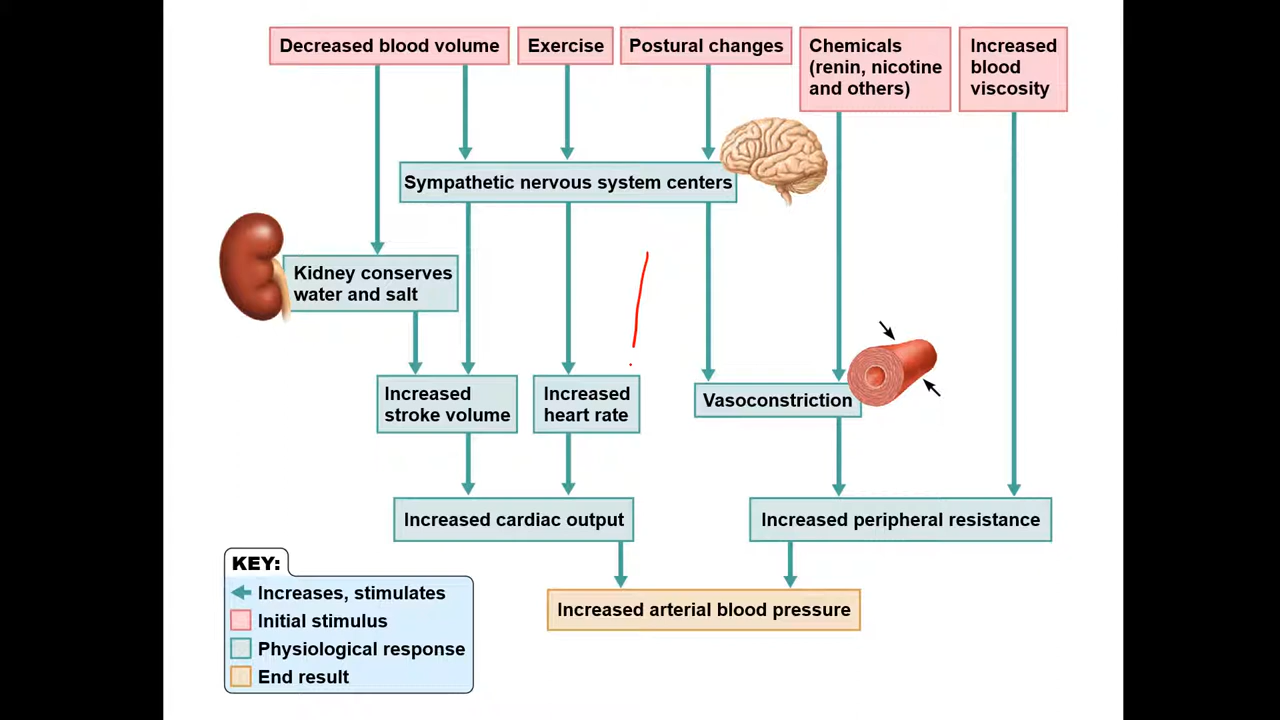 Decreased blood volume
Exercise
Postural changes
Chemicals
(renin, nicotine
and others)
Increased
blood
viscosity
Sympathetic nervous system centers
Kidney conserves
water and salt
Increased
stroke volume
Increased
heart rate
Vasoconstriction
Increased cardiac output
Increased peripheral resistance
Increased arterial blood pressure
KEY:
Increases, stimulates
Initial stimulus
Physiological response
End result